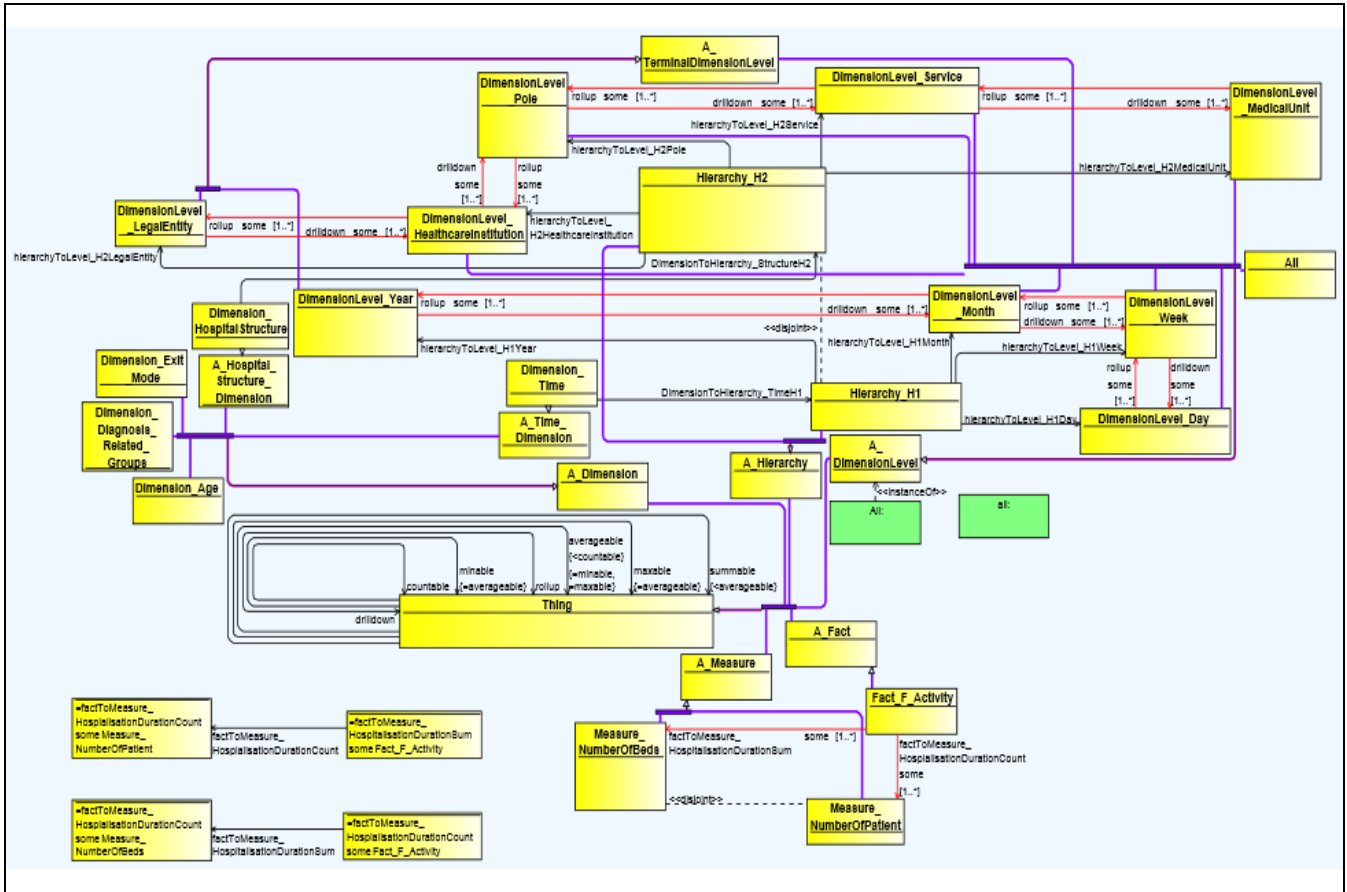 A_
TerminalDimensionLevel
DimensionLevel
_Pole
DimensionLevel_Service
DimensionLevel
_MedicalUnit
rollup some [1..*]
drilldown some [1..*]
rollup some [1..*]
drilldown some [1..*]
hierarchyToLevel_H2Service
hierarchyToLevel_H2Pole
hierarchyToLevel_H2MedicalUnit
drilldown
some
[1..*]
rollup
some
[1..*]
Hierarchy_H2
DimensionLevel
_LegalEntity
rollup some [1..*]
drilldown some [1..*]
DimensionLevel_
HealthcareInstitution
hierarchyToLevel_
H2HealthcareInstitution
hierarchyToLevel_H2LegalEntity
DimensionToHierarchy_StructureH2
All
Dimension_
HospitalStructure
DimensionLevel_Year
rollup some [1..*]
drilldown some [1..*]
DimensionLevel
_Month
rollup some [1..*]
drilldown some [1..*]
DimensionLevel
_Week
<<disjoint>>
hierarchyToLevel_H1Year
hierarchyToLevel_H1Month
hierarchyToLevel_H1Week
Dimension_Exit
_Mode
A_Hospital_
Structure_
Dimension
Dimension_
Time
DimensionToHierarchy_TimeH1
Hierarchy_H1
rollup
some
[1..*]
drilldown
some
[1..*]
hierarchyToLevel_H1Day
DimensionLevel_Day
Dimension_
Diagnosis_
Related_
Groups
A_Time_
Dimension
A_
DimensionLevel
A_Hierarchy
A_Dimension
Dimension_Age
<<instanceOf>>
All:
all:
countable
minable
{=averageable}
rollup
averageable
{<countable}
{=minable,
=maxable}
maxable
{=averageable}
summable
{<averageable}
drilldown
Thing
A_Fact
A_Measure
Fact_F_Activity
=factToMeasure_
HospialisationDurationCount
some Measure_
NumberOfPatient
factToMeasure_
HospialisationDurationCount
=factToMeasure_
HospitalisationDurationSum
some Fact_F_Activity
Measure_
NumberOfBeds
factToMeasure_
HospitalisationDurationSum
some [1..*]
factToMeasure_
HospialisationDurationCount
some
[1..*]
<<disjoint>>
Measure_
NumberOfPatient
=factToMeasure_
HospialisationDurationCount
some Measure_
NumberOfBeds
factToMeasure_
HospitalisationDurationSum
=factToMeasure_
HospialisationDurationCount
some Fact_F_Activity